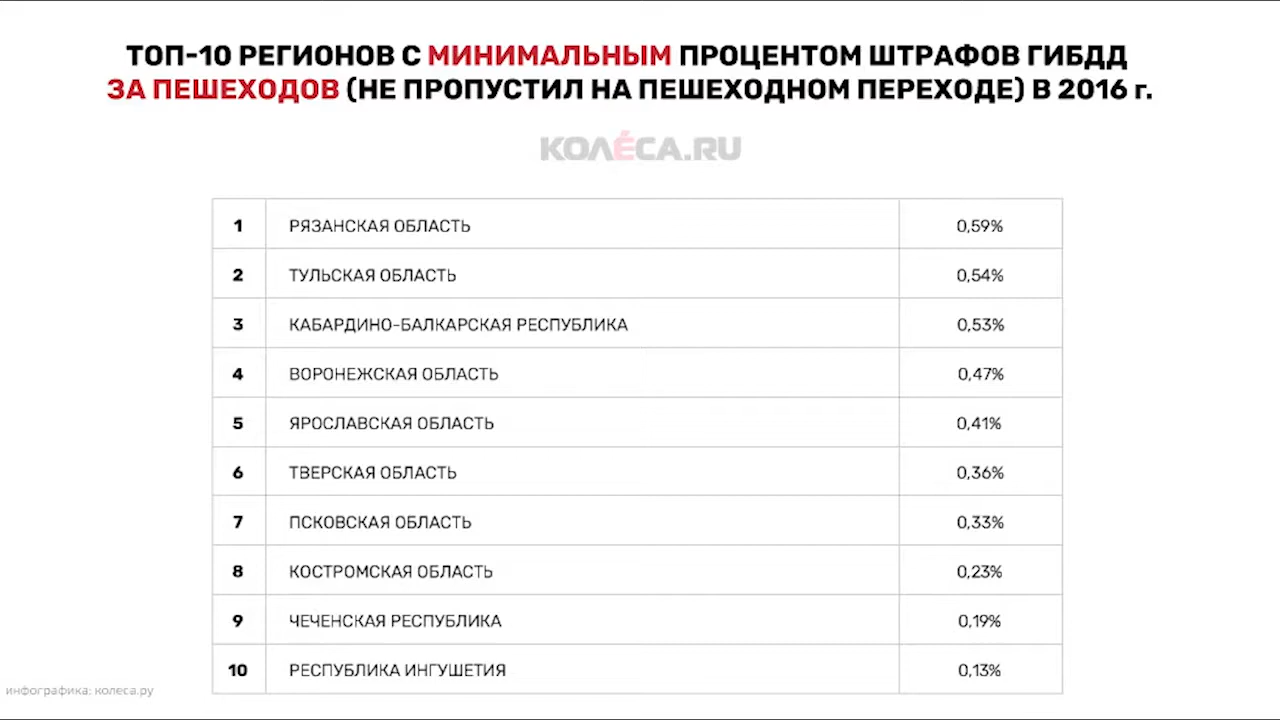 ТОП-10 РЕГИОНОВ С МИНИМАЛЬНЫМ ПРОЦЕНТОМ ШТРАФОВ ГИБДД
ЗА ПЕШЕХОДОВ (НЕ ПРОПУСТИЛ НА ПЕШЕХОДНОМ ПЕРЕХОДЕ) В 2016 г.
КОЛЁСА.RU
1 РЯЗАНСКАЯ ОБЛАСТЬ 0,59%
2 ТУЛЬСКАЯ ОБЛАСТЬ 0,54%
3 КАБАРДИНО-БАЛКАРСКАЯ РЕСПУБЛИКА 0,53%
4 ВОРОНЕЖСКАЯ ОБЛАСТЬ 0,47%
5 ЯРОСЛАВСКАЯ ОБЛАСТЬ 0,41%
6 ТВЕРСКАЯ ОБЛАСТЬ 0,36%
7 ПСКОВСКАЯ ОБЛАСТЬ 0,33%
8 КОСТРОМСКАЯ ОБЛАСТЬ 0,23%
9 ЧЕЧЕНСКАЯ РЕСПУБЛИКА 0,19%
10 РЕСПУБЛИКА ИНГУШЕТИЯ 0,13%
инфографика: колеса.ру